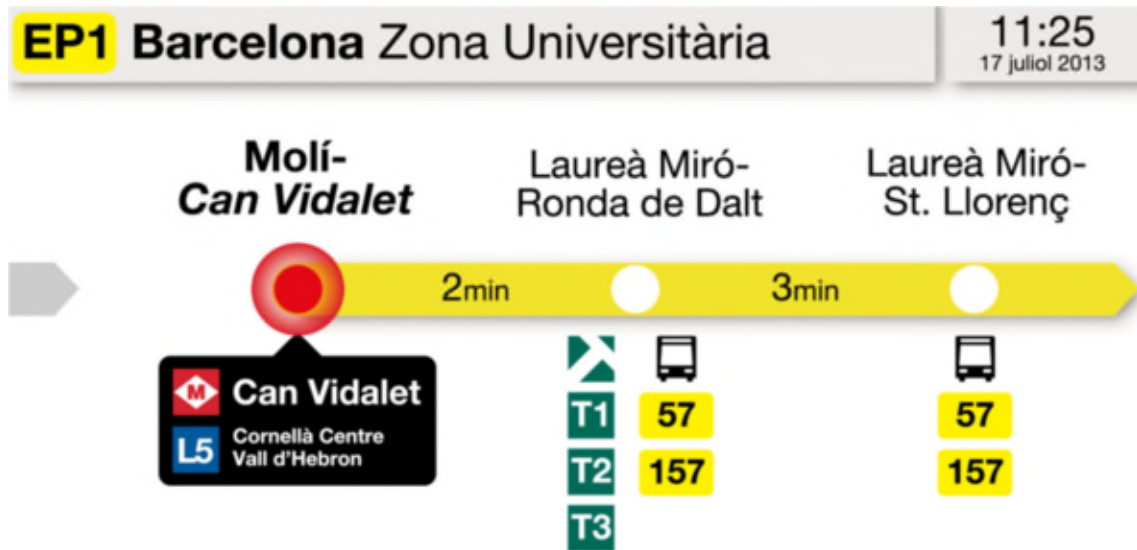 EP1 Barcelona Zona Universitària
11:25
17 juliol 2013
Molí-
Can Vidalet
Laureà Miró-
Ronda de Dalt
Laureà Miró-
St. Llorenç
2min
3min
M Can Vidalet
L5 Cornellà Centre
Vall d'Hebron
T1
T2
T3
57
157
57
157